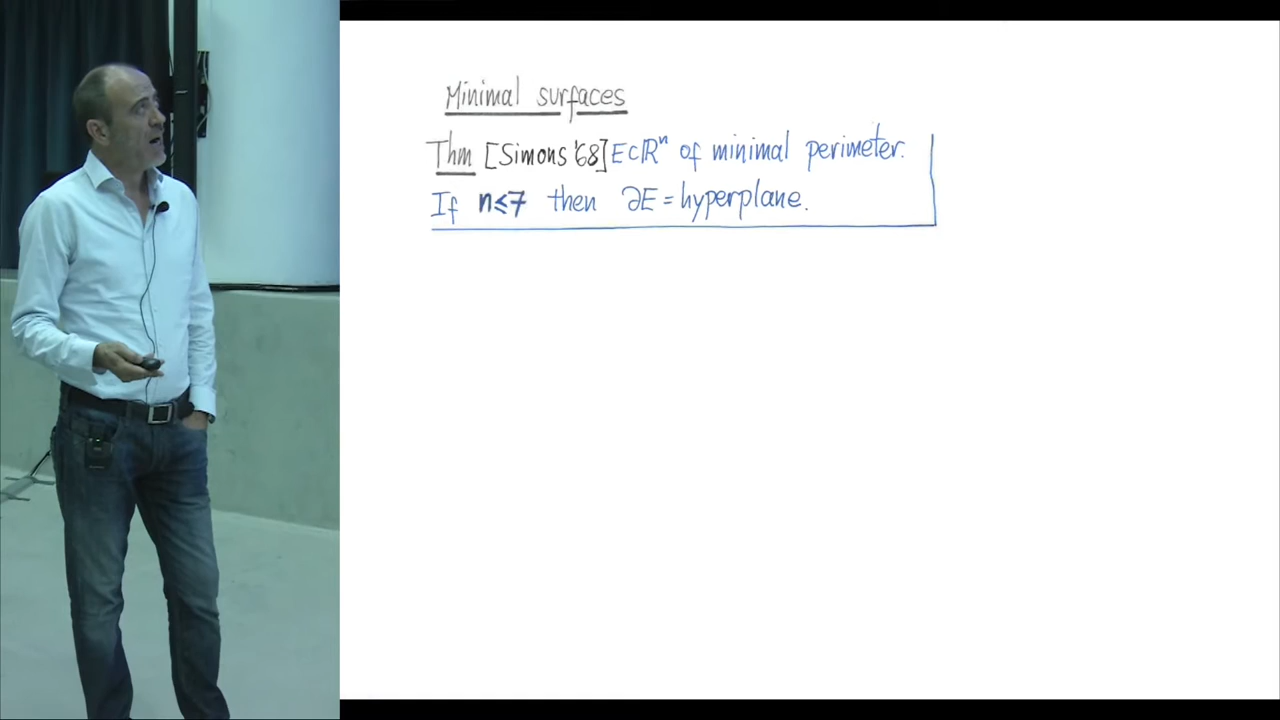 Minimal surfaces
Thm [Simons '68] E⊂ℝⁿ of minimal perimeter.
If n≤7 then ∂E = hyperplane.